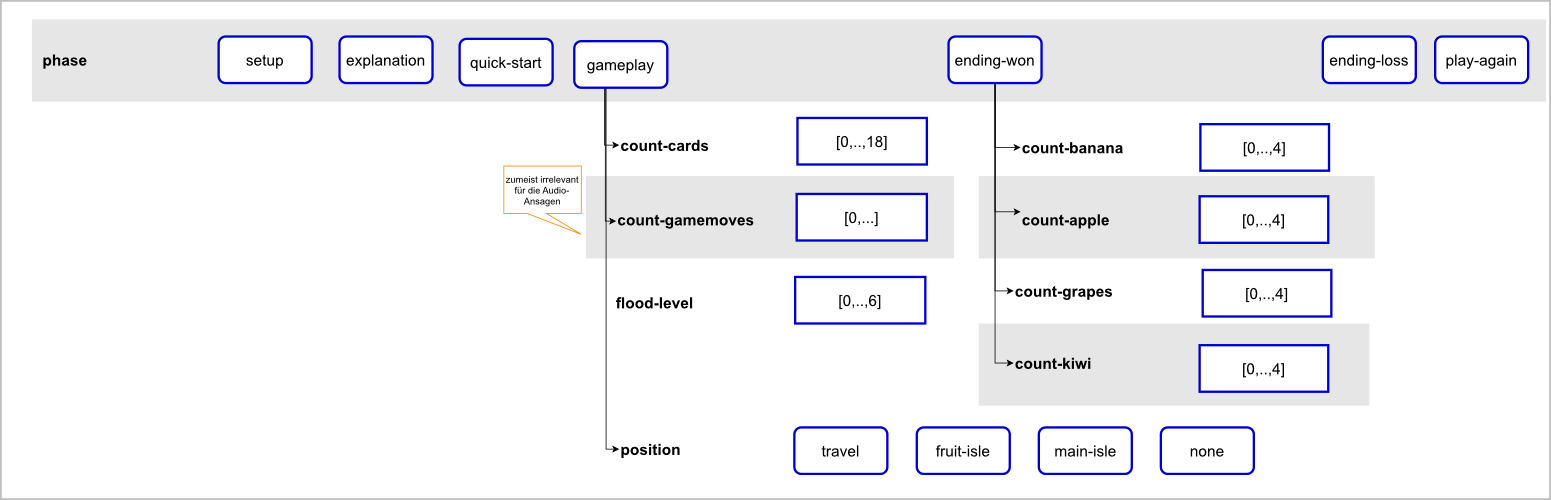 phase
setup
explanation
quick-start
gameplay
ending-won
ending-loss
play-again
count-cards
[0,..,18]
zumeist irrelevant
für die Audio-
Ansagen
count-gamemoves
[0,...]
flood-level
[0,..,6]
position
travel
fruit-isle
main-isle
none
count-banana
[0,..,4]
count-apple
[0,..,4]
count-grapes
[0,..,4]
count-kiwi
[0,..,4]